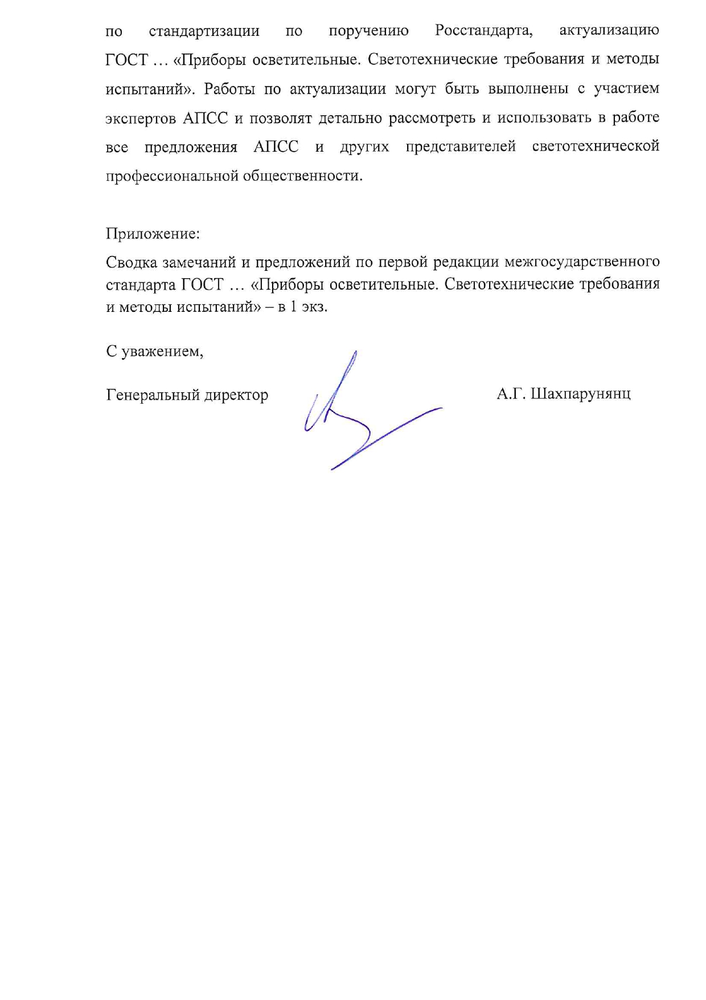 по стандартизации по поручению Росстандарта, актуализацию
ГОСТ … «Приборы осветительные. Светотехнические требования и методы
испытаний». Работы по актуализации могут быть выполнены с участием
экспертов АПСС и позволят детально рассмотреть и использовать в работе
все предложения АПСС и других представителей светотехнической
профессиональной общественности.
Приложение:
Сводка замечаний и предложений по первой редакции межгосударственного
стандарта ГОСТ … «Приборы осветительные. Светотехнические требования
и методы испытаний» – в 1 экз.
С уважением,
Генеральный директор А.Г. Шахпарунянц